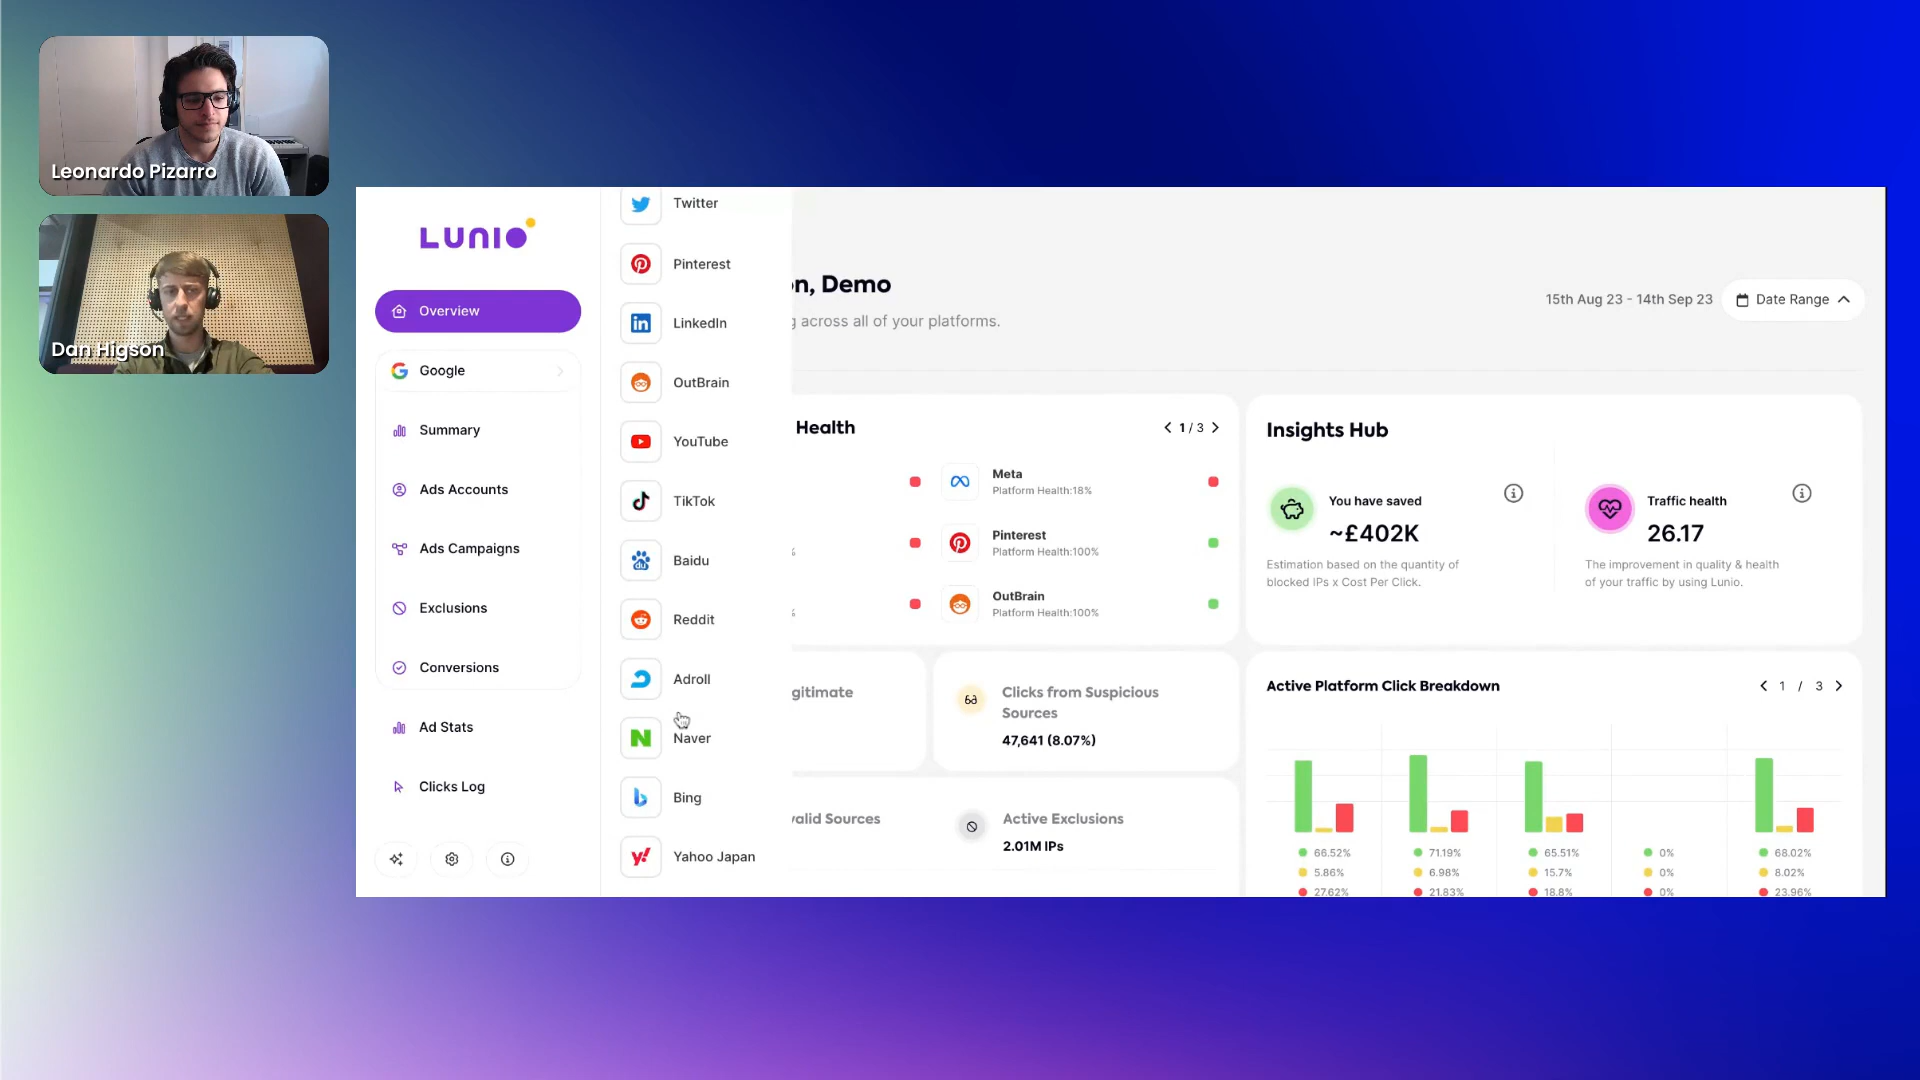 Leonardo Pizarro
Dan Higson
LUNIO
Overview
Google
Summary
Ads Accounts
Ads Campaigns
Exclusions
Conversions
Ad Stats
Clicks Log
Twitter
Pinterest
LinkedIn
OutBrain
YouTube
TikTok
Baidu
Reddit
Adroll
Naver
Bing
Yahoo Japan
on, Demo
g across all of your platforms.
15th Aug 23 - 14th Sep 23
Date Range
Health
1 / 3
Meta
Platform Health:18%
Pinterest
Platform Health:100%
OutBrain
Platform Health:100%
%
%
Insights Hub
You have saved
~£402K
Estimation based on the quantity of
blocked IPs x Cost Per Click.
Traffic health
26.17
The improvement in quality & health
of your traffic by using Lunio.
gitimate
Clicks from Suspicious
Sources
47,641 (8.07%)
valid Sources
Active Exclusions
2.01M IPs
Active Platform Click Breakdown
1 / 3
66.52% 71.19% 65.51% 0% 68.02%
5.86% 6.98% 15.7% 0% 8.02%
27.62% 21.83% 18.8% 0% 23.96%